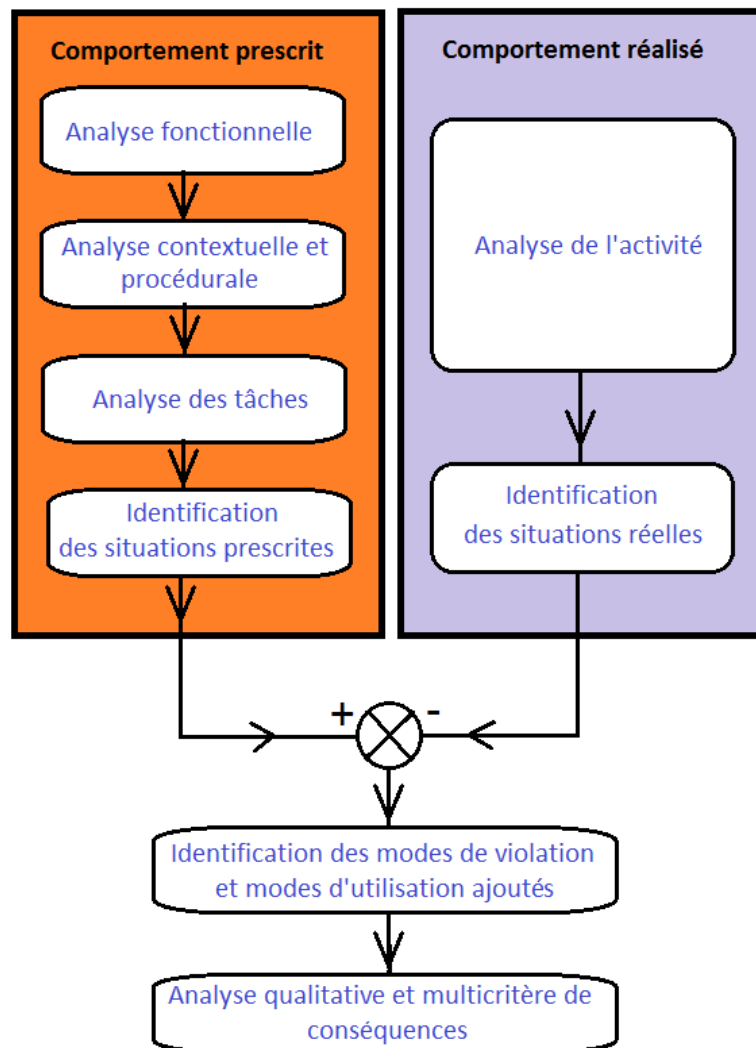 Comportement prescrit
Analyse fonctionnelle
Analyse contextuelle et
procédurale
Analyse des tâches
Identification
des situations prescrites
Comportement réalisé
Analyse de l'activité
Identification
des situations réelles
+
-
Identification des modes de violation
et modes d'utilisation ajoutés
Analyse qualitative et multicritère de
conséquences